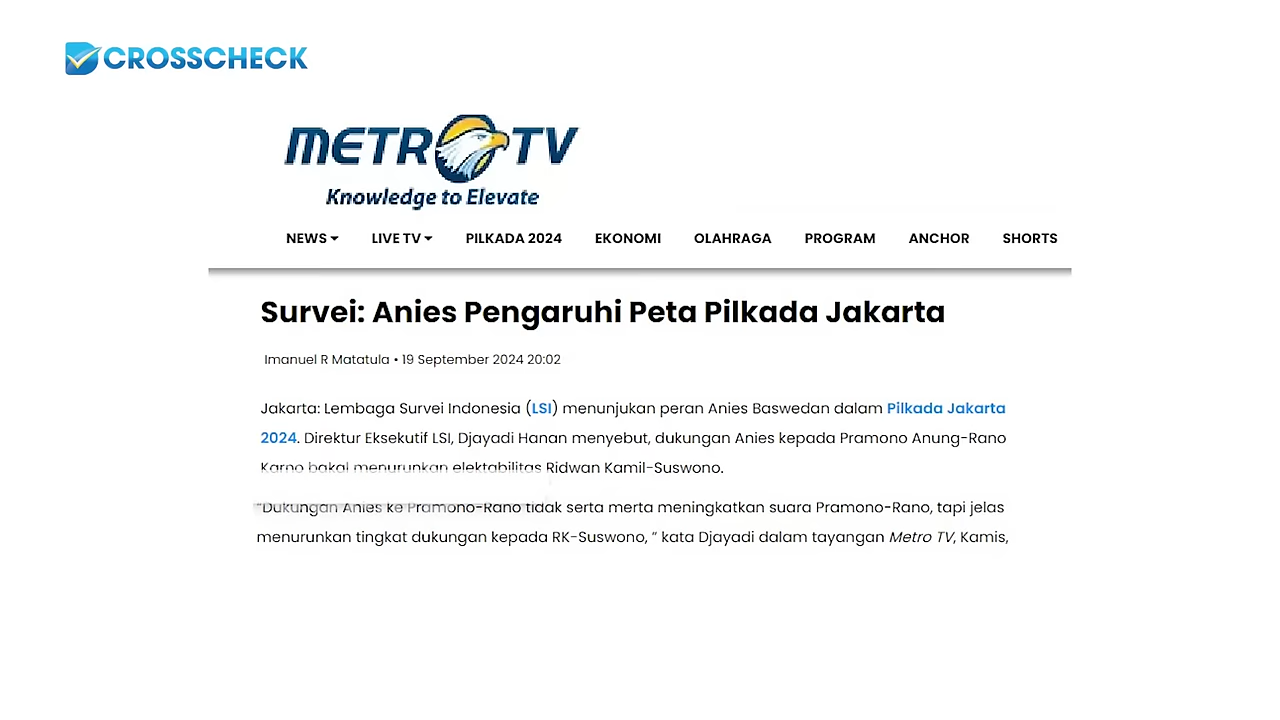 CROSSCHECK
METRO TV
Knowledge to Elevate
NEWS LIVE TV PILKADA 2024 EKONOMI OLAHRAGA PROGRAM ANCHOR SHORTS
Survei: Anies Pengaruhi Peta Pilkada Jakarta
Imanuel R Matatula • 19 September 2024 20:02
Jakarta: Lembaga Survei Indonesia (LSI) menunjukan peran Anies Baswedan dalam Pilkada Jakarta
2024. Direktur Eksekutif LSI, Djayadi Hanan menyebut, dukungan Anies kepada Pramono Anung-Rano
Karno bakal menurunkan elektabilitas Ridwan Kamil-Suswono.
"Dukungan Anies ke Pramono-Rano tidak serta merta meningkatkan suara Pramono-Rano, tapi jelas
menurunkan tingkat dukungan kepada RK-Suswono, " kata Djayadi dalam tayangan Metro TV, Kamis,